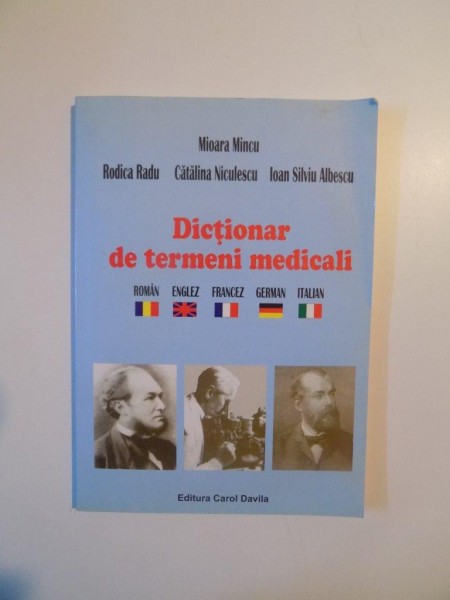 Mioara Mincu
Rodica Radu Cătălina Niculescu Ioan Silviu Albescu
Dicţionar
de termeni medicali
ROMÂN ENGLEZ FRANCEZ GERMAN ITALIAN
Editura Carol Davila